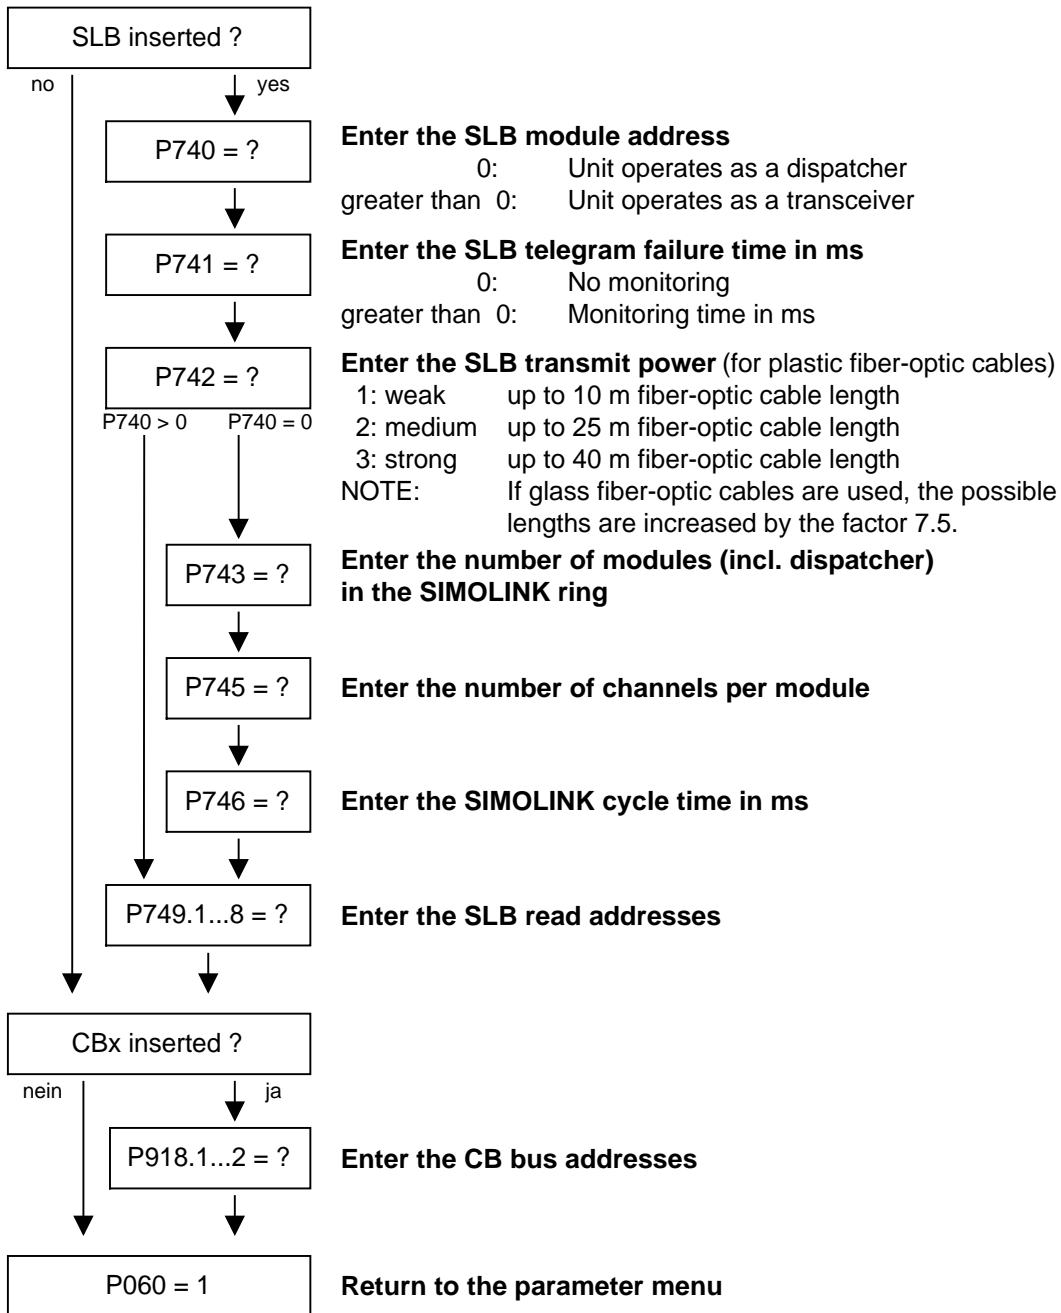 SLB inserted ?
no
yes
P740 = ?
Enter the SLB module address
0: Unit operates as a dispatcher
greater than 0: Unit operates as a transceiver
P741 = ?
Enter the SLB telegram failure time in ms
0: No monitoring
greater than 0: Monitoring time in ms
P742 = ?
Enter the SLB transmit power (for plastic fiber-optic cables)
1: weak up to 10 m fiber-optic cable length
2: medium up to 25 m fiber-optic cable length
3: strong up to 40 m fiber-optic cable length
NOTE: If glass fiber-optic cables are used, the possible
lengths are increased by the factor 7.5.
P740 > 0 P740 = 0
P743 = ?
Enter the number of modules (incl. dispatcher)
in the SIMOLINK ring
P745 = ?
Enter the number of channels per module
P746 = ?
Enter the SIMOLINK cycle time in ms
P749.1...8 = ?
Enter the SLB read addresses
CBx inserted ?
nein
ja
P918.1...2 = ?
Enter the CB bus addresses
P060 = 1
Return to the parameter menu